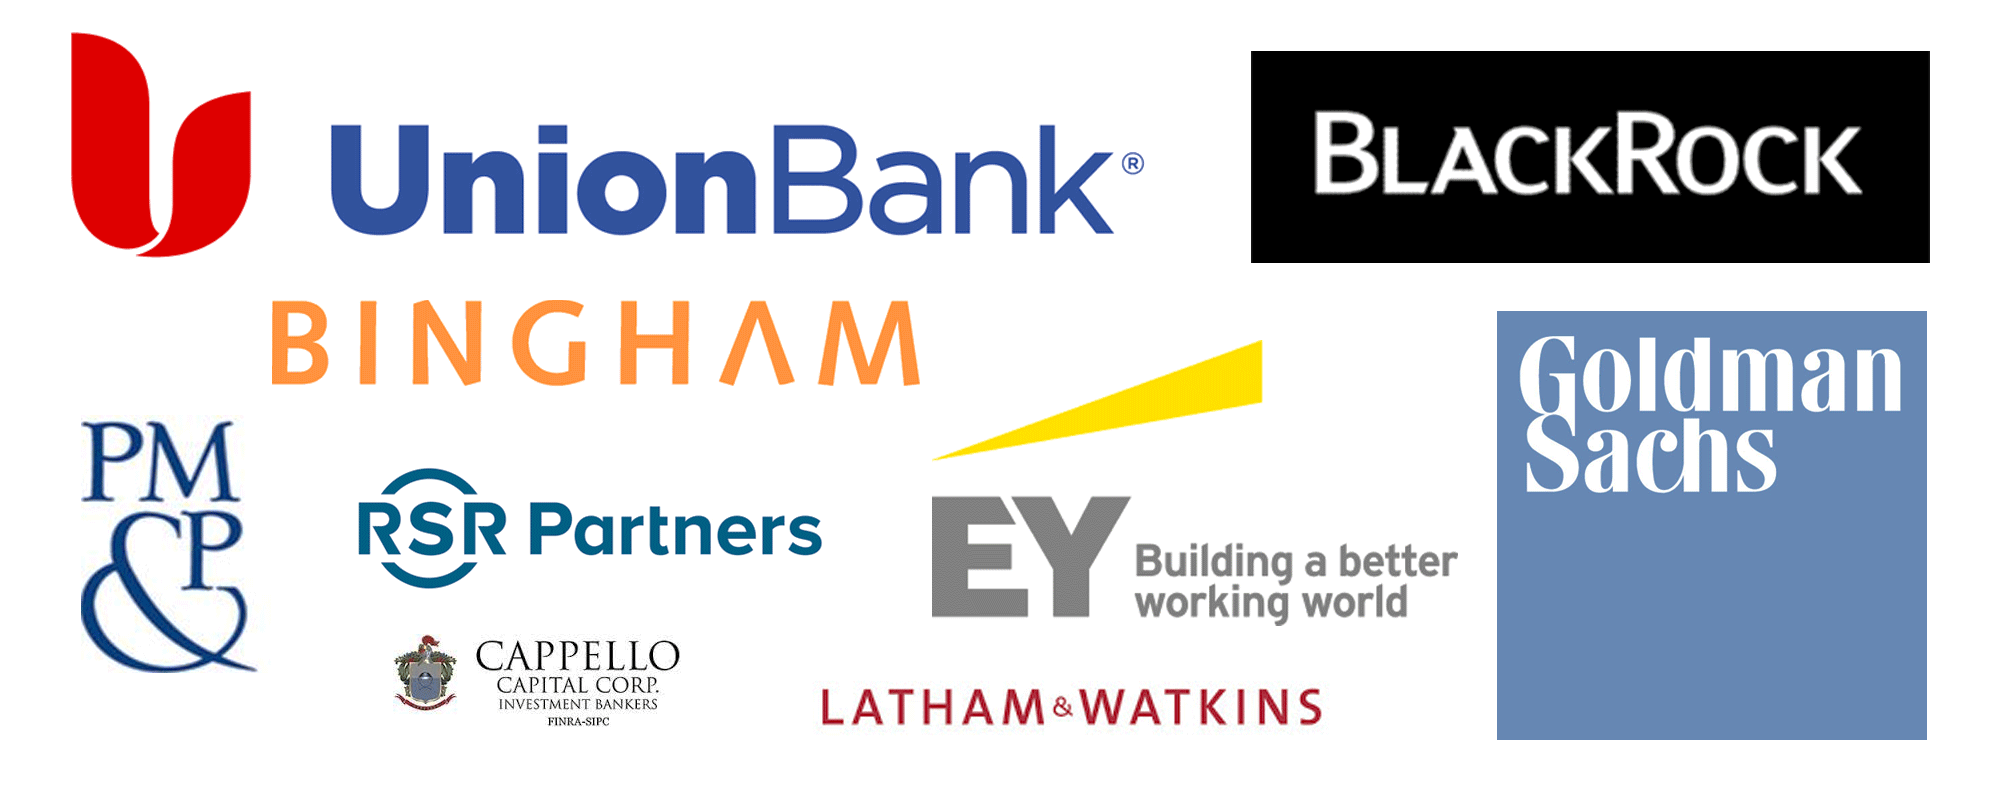 UnionBank®
BLACKROCK
BINGHAM
Goldman
Sachs
PM
&CP
RSR Partners
EY
Building a better
working world
CAPPELLO
CAPITAL CORP.
INVESTMENT BANKERS
FINRA-SIPC
LATHAM&WATKINS